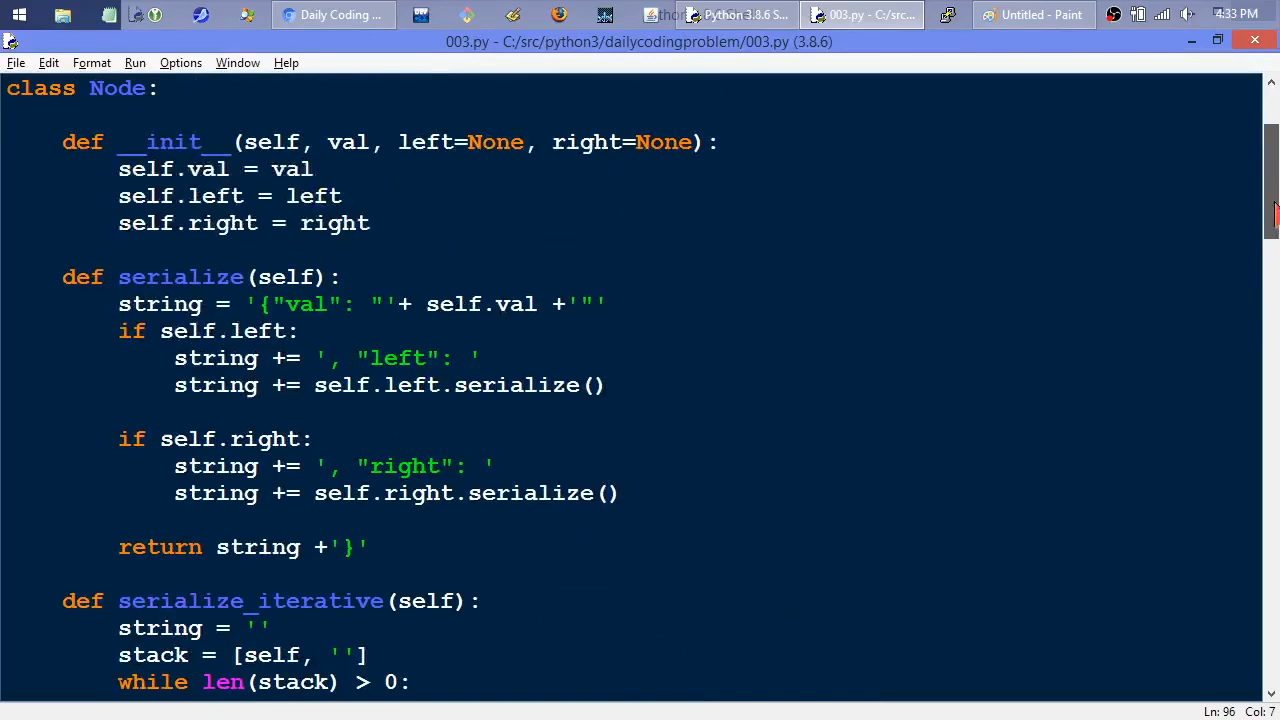 Daily Coding ...
Python 3.8.6 S...
003.py - C:/src...
Untitled - Paint
4:33 PM
003.py - C:/src/python3/dailycodingproblem/003.py (3.8.6)
File Edit Format Run Options Window Help
class Node:
    def __init__(self, val, left=None, right=None):
        self.val = val
        self.left = left
        self.right = right
    def serialize(self):
        string = '{"val": "'+ self.val +'"'
        if self.left:
            string += ', "left": '
            string += self.left.serialize()
        if self.right:
            string += ', "right": '
            string += self.right.serialize()
        return string +'}'
    def serialize_iterative(self):
        string = ''
        stack = [self, '']
        while len(stack) > 0:
Ln: 96 Col: 7